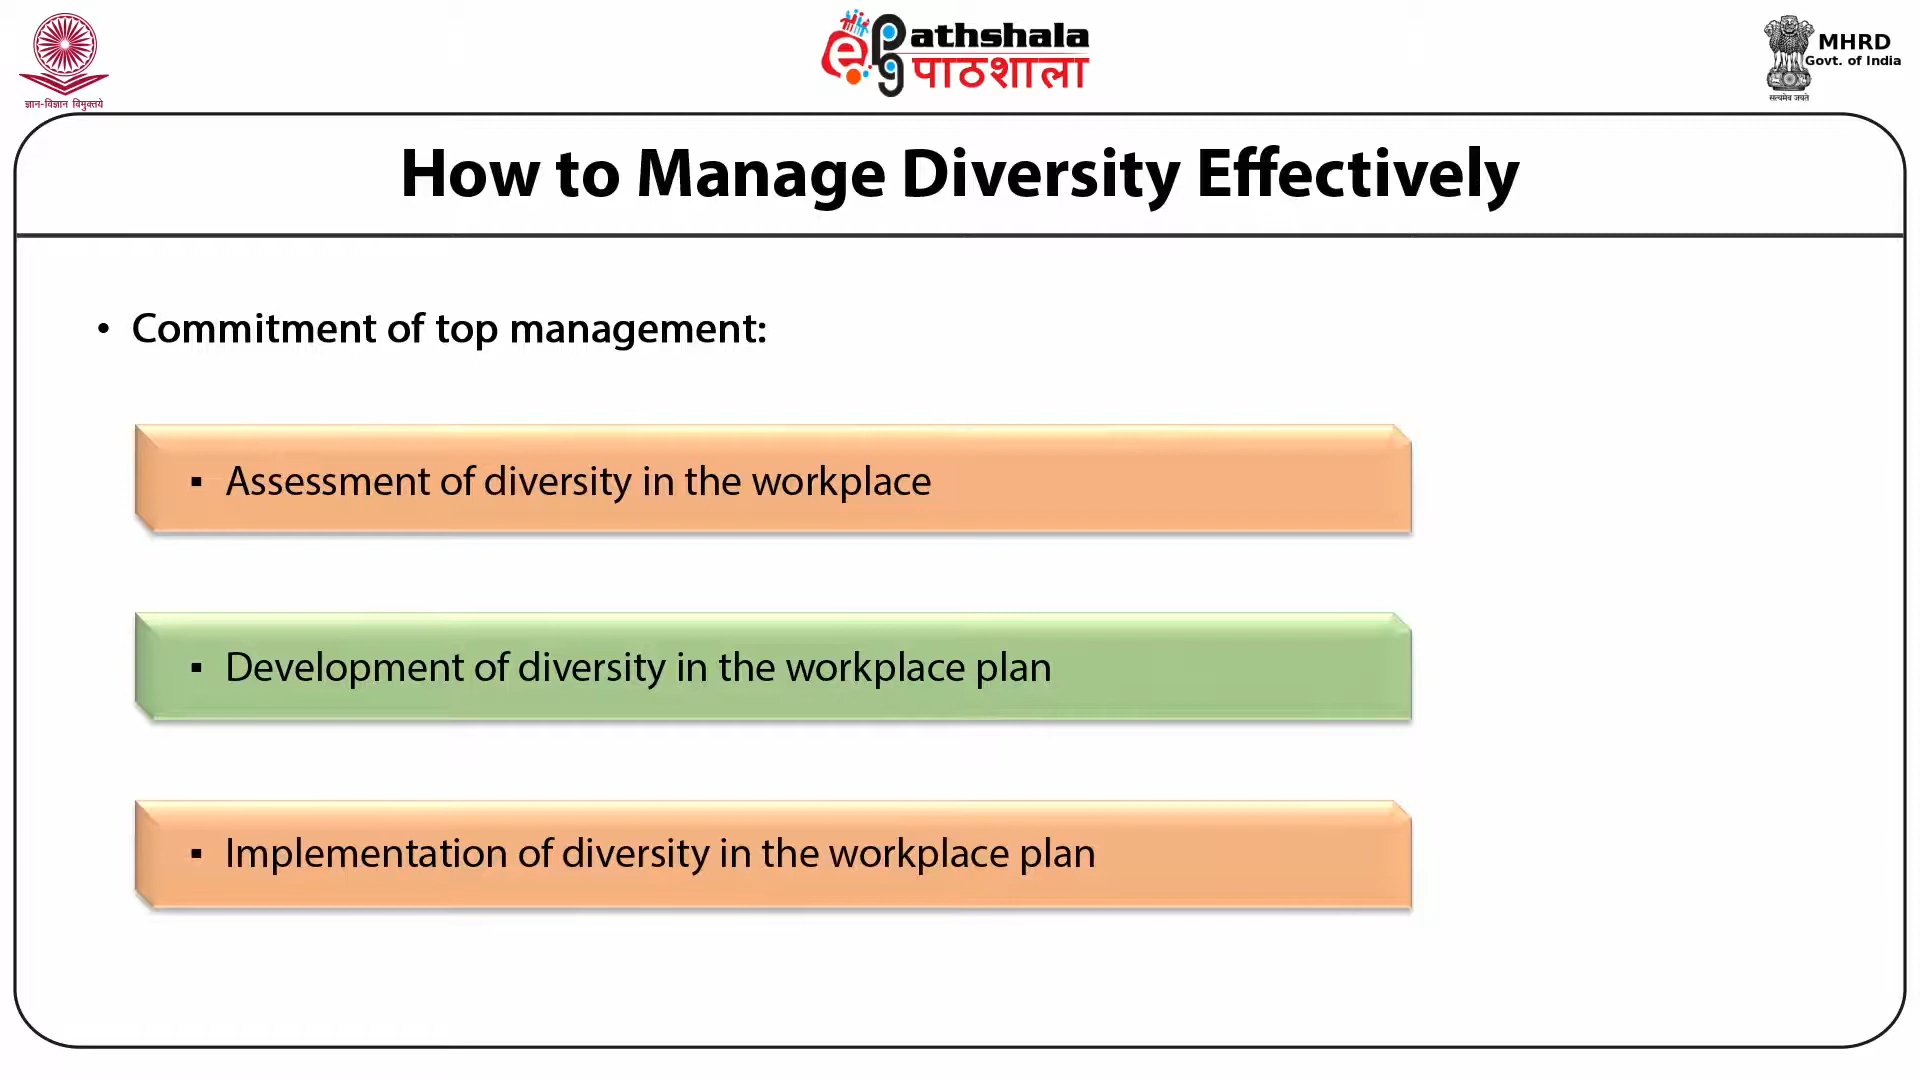 ज्ञान-विज्ञान विमुक्तये
ePathshala
पाठशाला
MHRD
Govt. of India
सत्यमेव जयते
How to Manage Diversity Effectively
• Commitment of top management:
▪ Assessment of diversity in the workplace
▪ Development of diversity in the workplace plan
▪ Implementation of diversity in the workplace plan